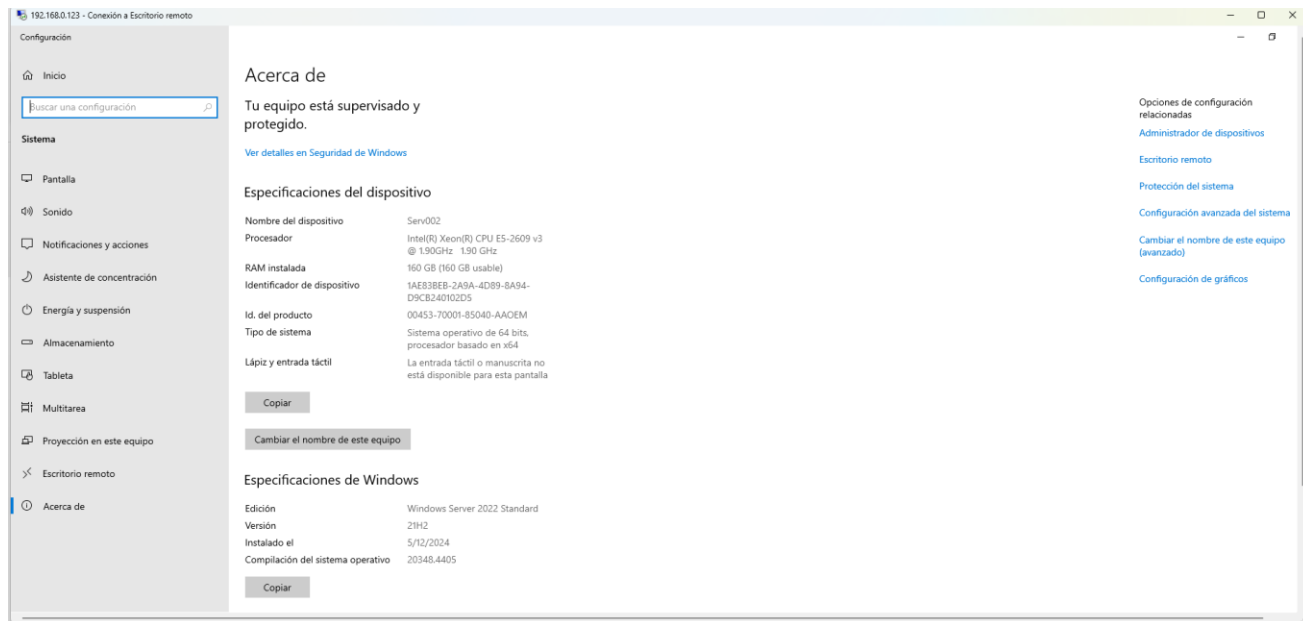 192.168.0.123 - Conexión a Escritorio remoto
Configuración
Inicio
Buscar una configuración
Sistema
Pantalla
Sonido
Notificaciones y acciones
Asistente de concentración
Energía y suspensión
Almacenamiento
Tableta
Multitarea
Proyección en este equipo
Escritorio remoto
Acerca de
Acerca de
Tu equipo está supervisado y
protegido.
Ver detalles en Seguridad de Windows
Especificaciones del dispositivo
Nombre del dispositivo Serv002
Procesador Intel(R) Xeon(R) CPU E5-2609 v3
@ 1.90GHz 1.90 GHz
RAM instalada 160 GB (160 GB usable)
Identificador de dispositivo 1AE83BEB-2A9A-4D89-8A94-
D9CB240102D5
Id. del producto 00453-70001-85040-AAOEM
Tipo de sistema Sistema operativo de 64 bits,
procesador basado en x64
Lápiz y entrada táctil La entrada táctil o manuscrita no
está disponible para esta pantalla
Copiar
Cambiar el nombre de este equipo
Especificaciones de Windows
Edición Windows Server 2022 Standard
Versión 21H2
Instalado el 5/12/2024
Compilación del sistema operativo 20348.4405
Copiar
Opciones de configuración
relacionadas
Administrador de dispositivos
Escritorio remoto
Protección del sistema
Configuración avanzada del sistema
Cambiar el nombre de este equipo
(avanzado)
Configuración de gráficos